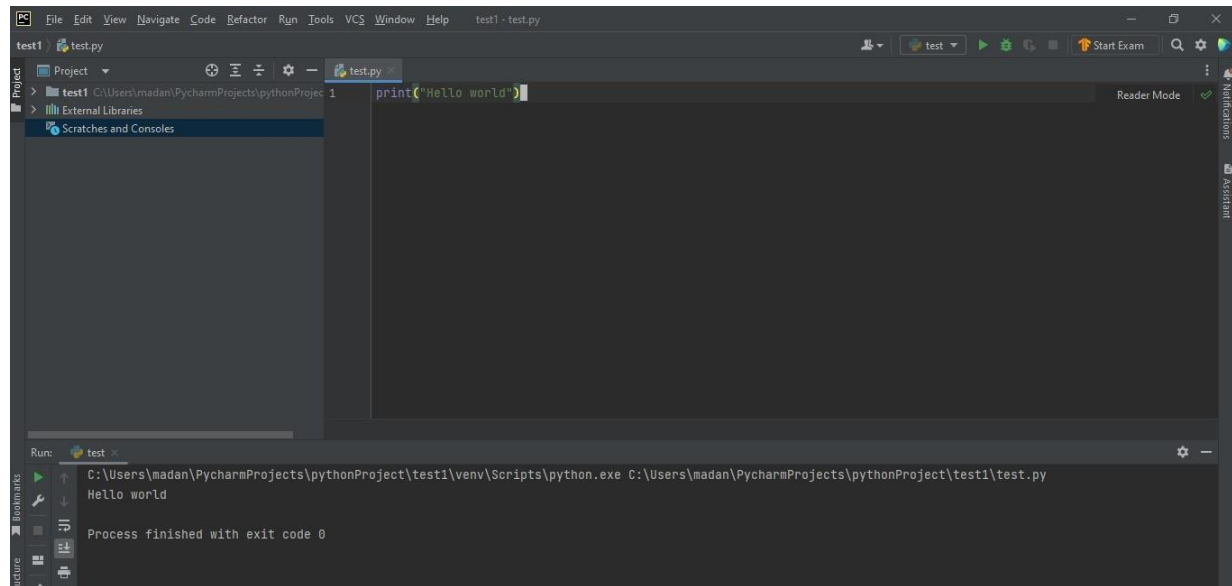 PC File Edit View Navigate Code Refactor Run Tools VCS Window Help test1 - test.py
test1 test.py test Start Exam
Project Project test.py
test1 C:\Users\madan\PycharmProjects\pythonProjec 1 print("Hello world") Reader Mode
External Libraries
Scratches and Consoles
Notifications
Assistant
Run: test
C:\Users\madan\PycharmProjects\pythonProject\test1\venv\Scripts\python.exe C:\Users\madan\PycharmProjects\pythonProject\test1\test.py
Hello world
Process finished with exit code 0
Bookmarks
ucture